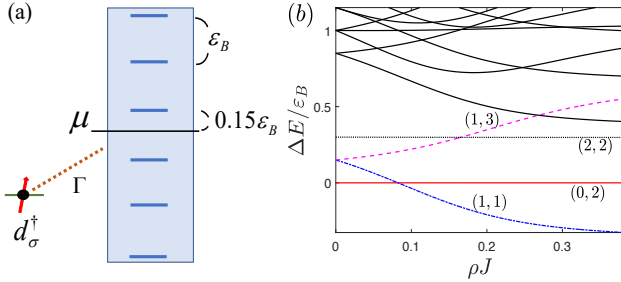 (a)
ε_B
μ
0.15ε_B
Γ
d†_σ
(b)
ΔE/ε_B
1
0.5
0
(1, 3)
(2, 2)
(0, 2)
(1, 1)
0
0.1
0.2
0.3
ρJ